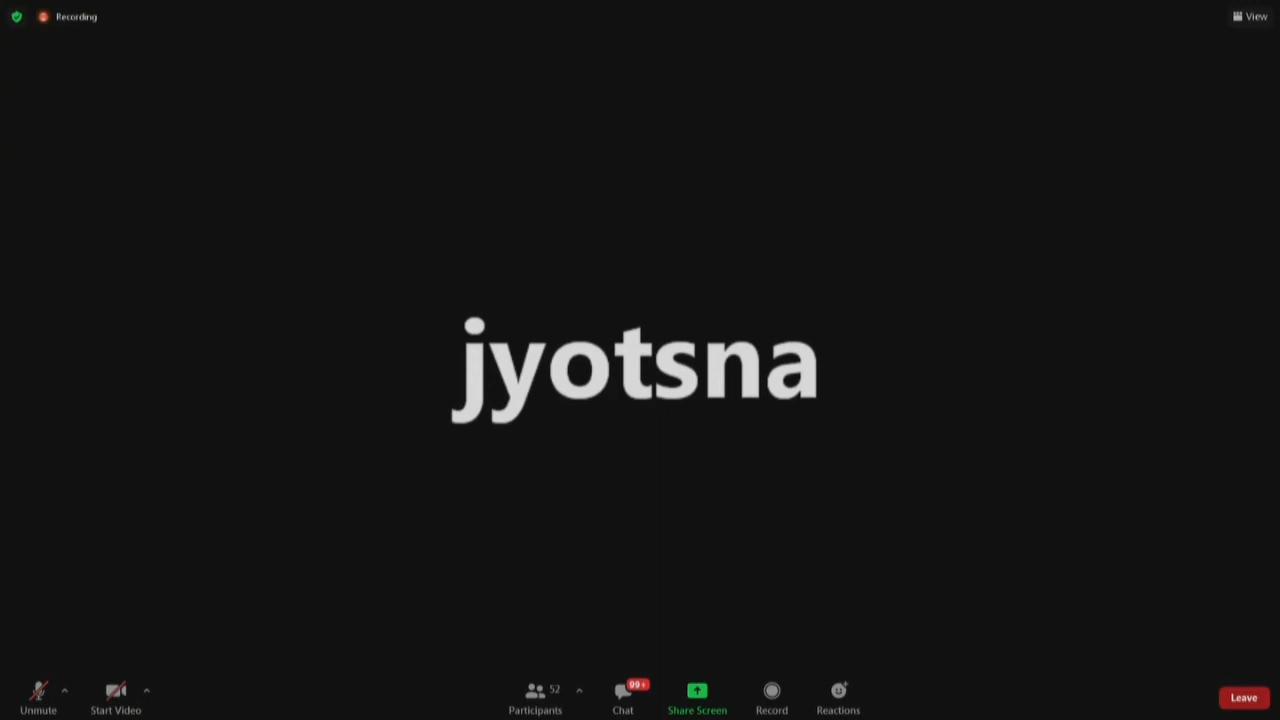 Recording
View
jyotsna
Unmute
Start Video
52
Participants
99+
Chat
Share Screen
Record
Reactions
Leave